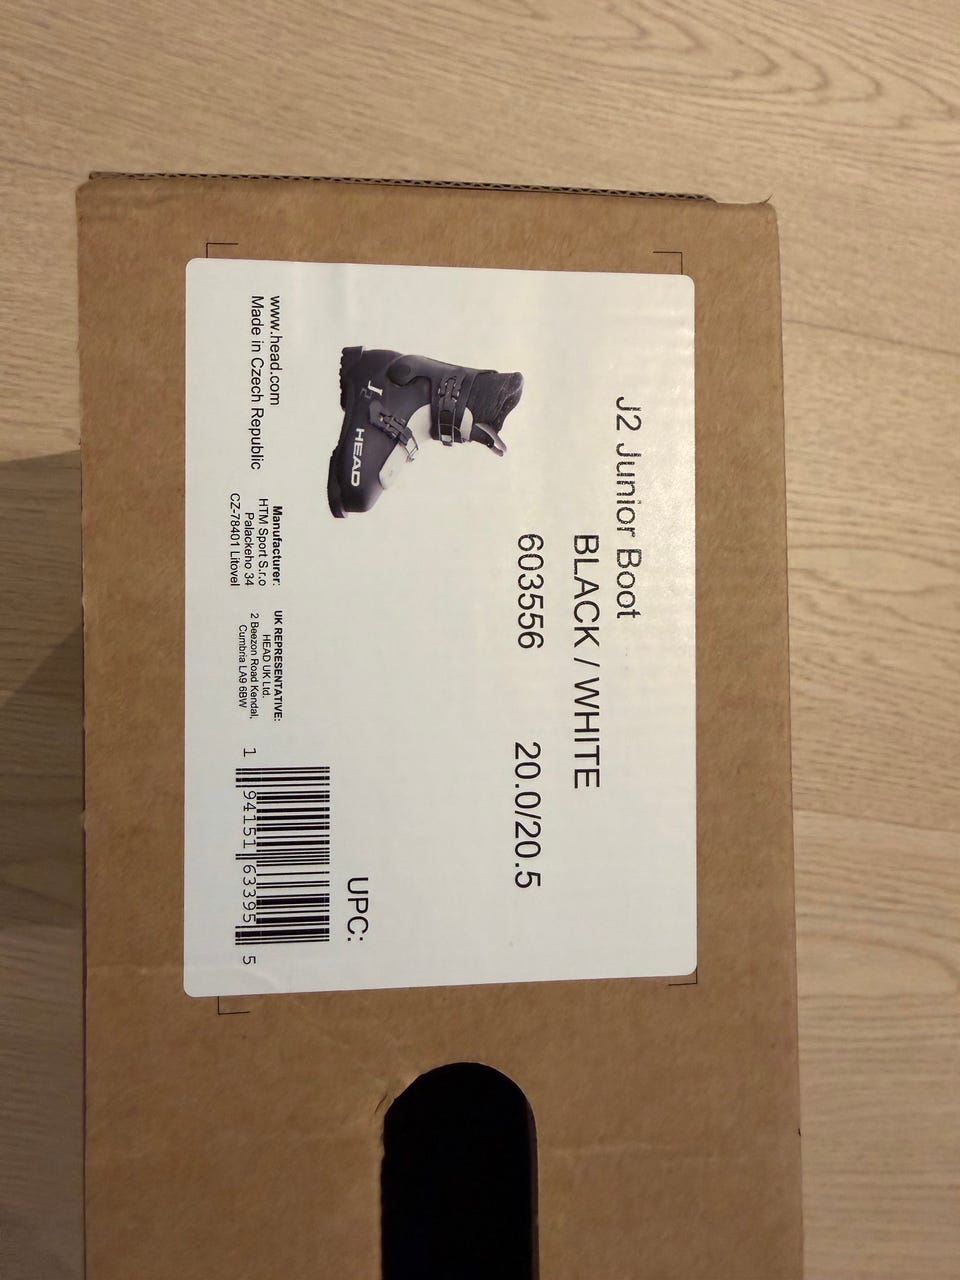 J2 Junior Boot
BLACK / WHITE
603556 20.0/20.5
J2
HEAD
UPC:
www.head.com
Made in Czech Republic
Manufacturer:
HTM Sport S.r.o
Palackeho 34
CZ-78401 Litovel
UK REPRESENTATIVE:
HEAD UK Ltd.
2 Beezon Road Kendal,
Cumbria LA9 6BW
1 94151 63395 5